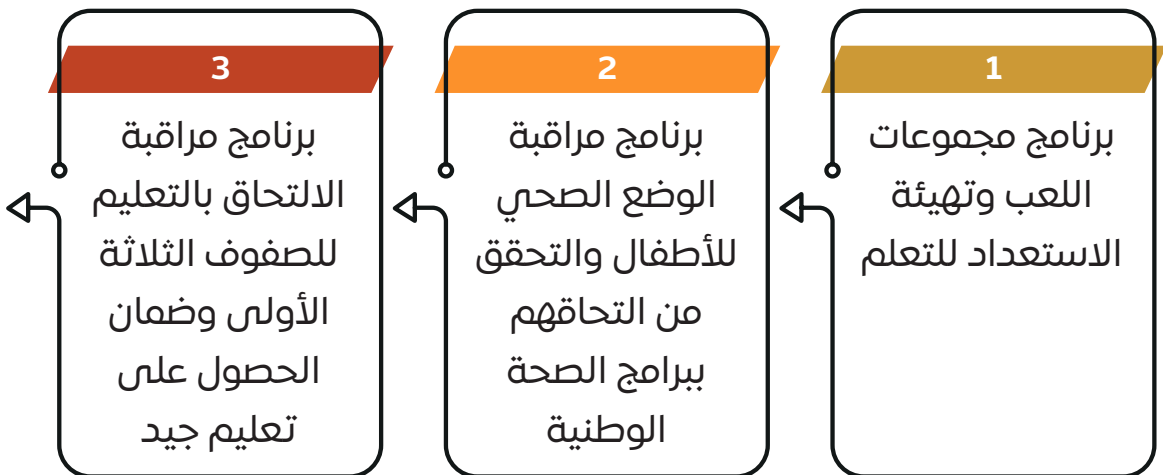 1
برنامج مجموعات
اللعب وتهيئة
الاستعداد للتعلم
2
برنامج مراقبة
الوضع الصحي
للأطفال والتحقق
من التحاقهم
ببرامج الصحة
الوطنية
3
برنامج مراقبة
الالتحاق بالتعليم
للصفوف الثلاثة
الأولى وضمان
الحصول على
تعليم جيد